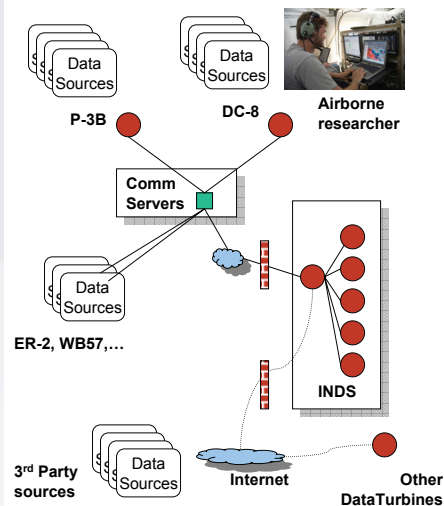 Data
Sources
Data
Sources
P-3B
DC-8
Airborne
researcher
Comm
Servers
Data
Sources
ER-2, WB57,...
INDS
3rd Party
sources
Data
Sources
Internet
Other
DataTurbines